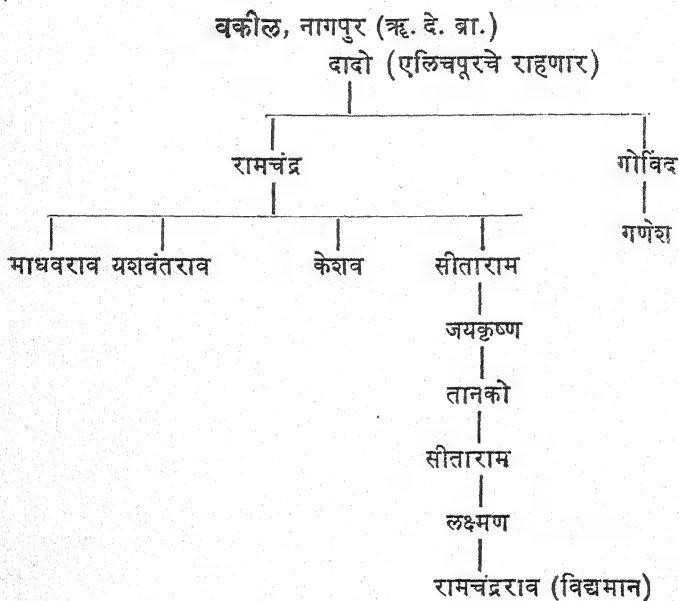 वकील, नागपुर (ऋ. दे. ब्रा.)
दादो (एलिचपूरचे राहणार)
रामचंद्र गोविंद
गणेश
माधवराव यशवंतराव केशव सीताराम
जयकृष्ण
तानको
सीताराम
लक्ष्मण
रामचंद्रराव (विद्यमान)